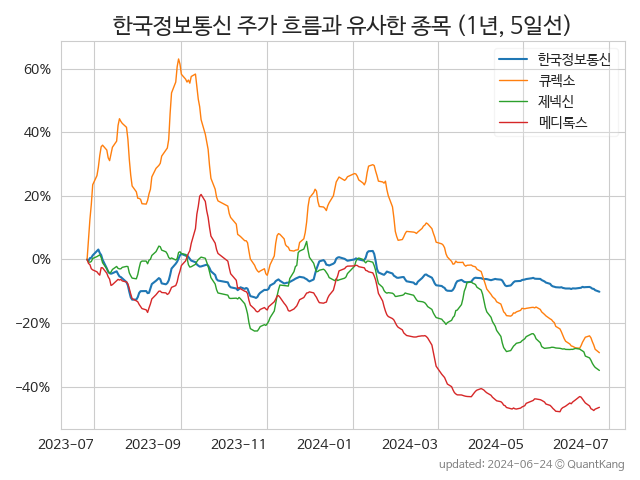 한국정보통신 주가 흐름과 유사한 종목 (1년, 5일선)
한국정보통신
큐렉소
제넥신
메디톡스
60%
40%
20%
0%
−20%
−40%
2023-07 2023-09 2023-11 2024-01 2024-03 2024-05 2024-07
updated: 2024-06-24 © QuantKang